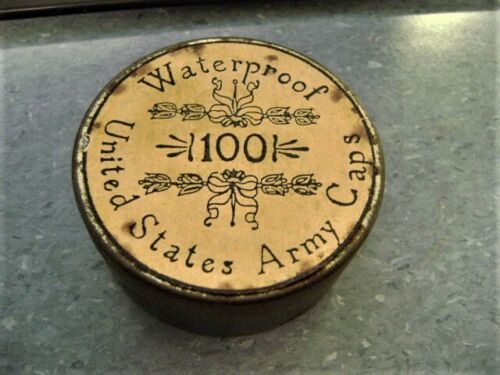 Waterproof
100
United States Army Caps